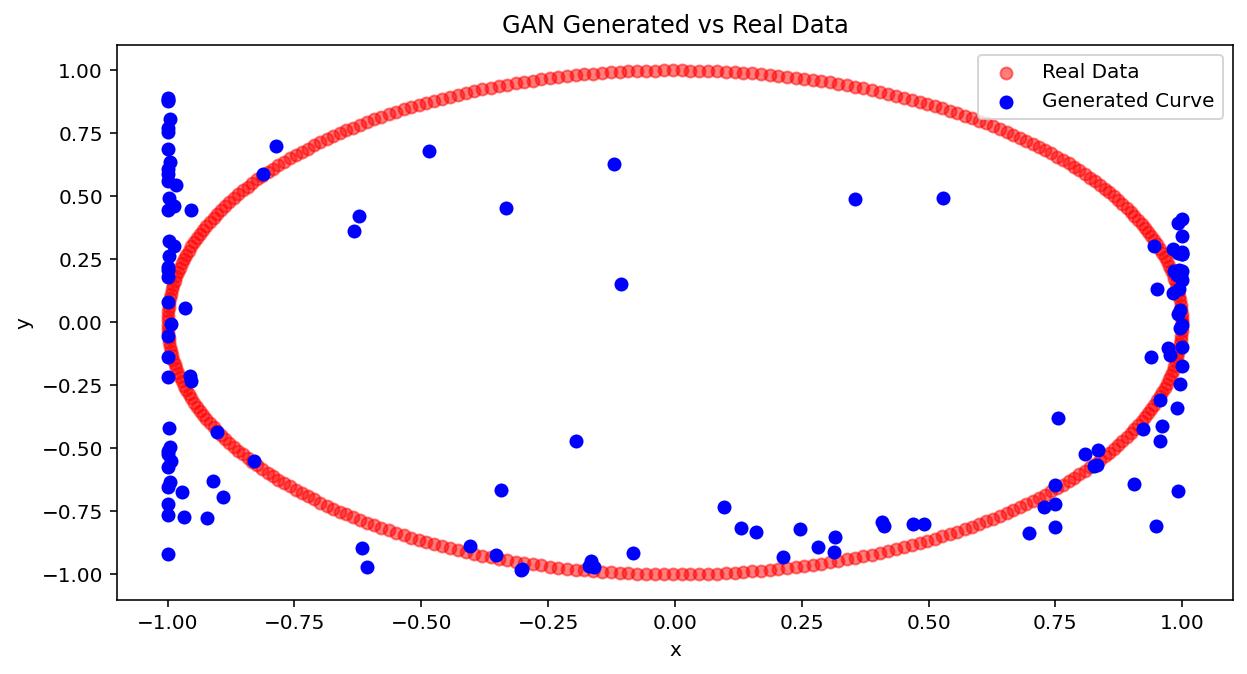 GAN Generated vs Real Data
Real Data
Generated Curve
1.00
0.75
0.50
0.25
0.00
−0.25
−0.50
−0.75
−1.00
y
−1.00 −0.75 −0.50 −0.25 0.00 0.25 0.50 0.75 1.00
x